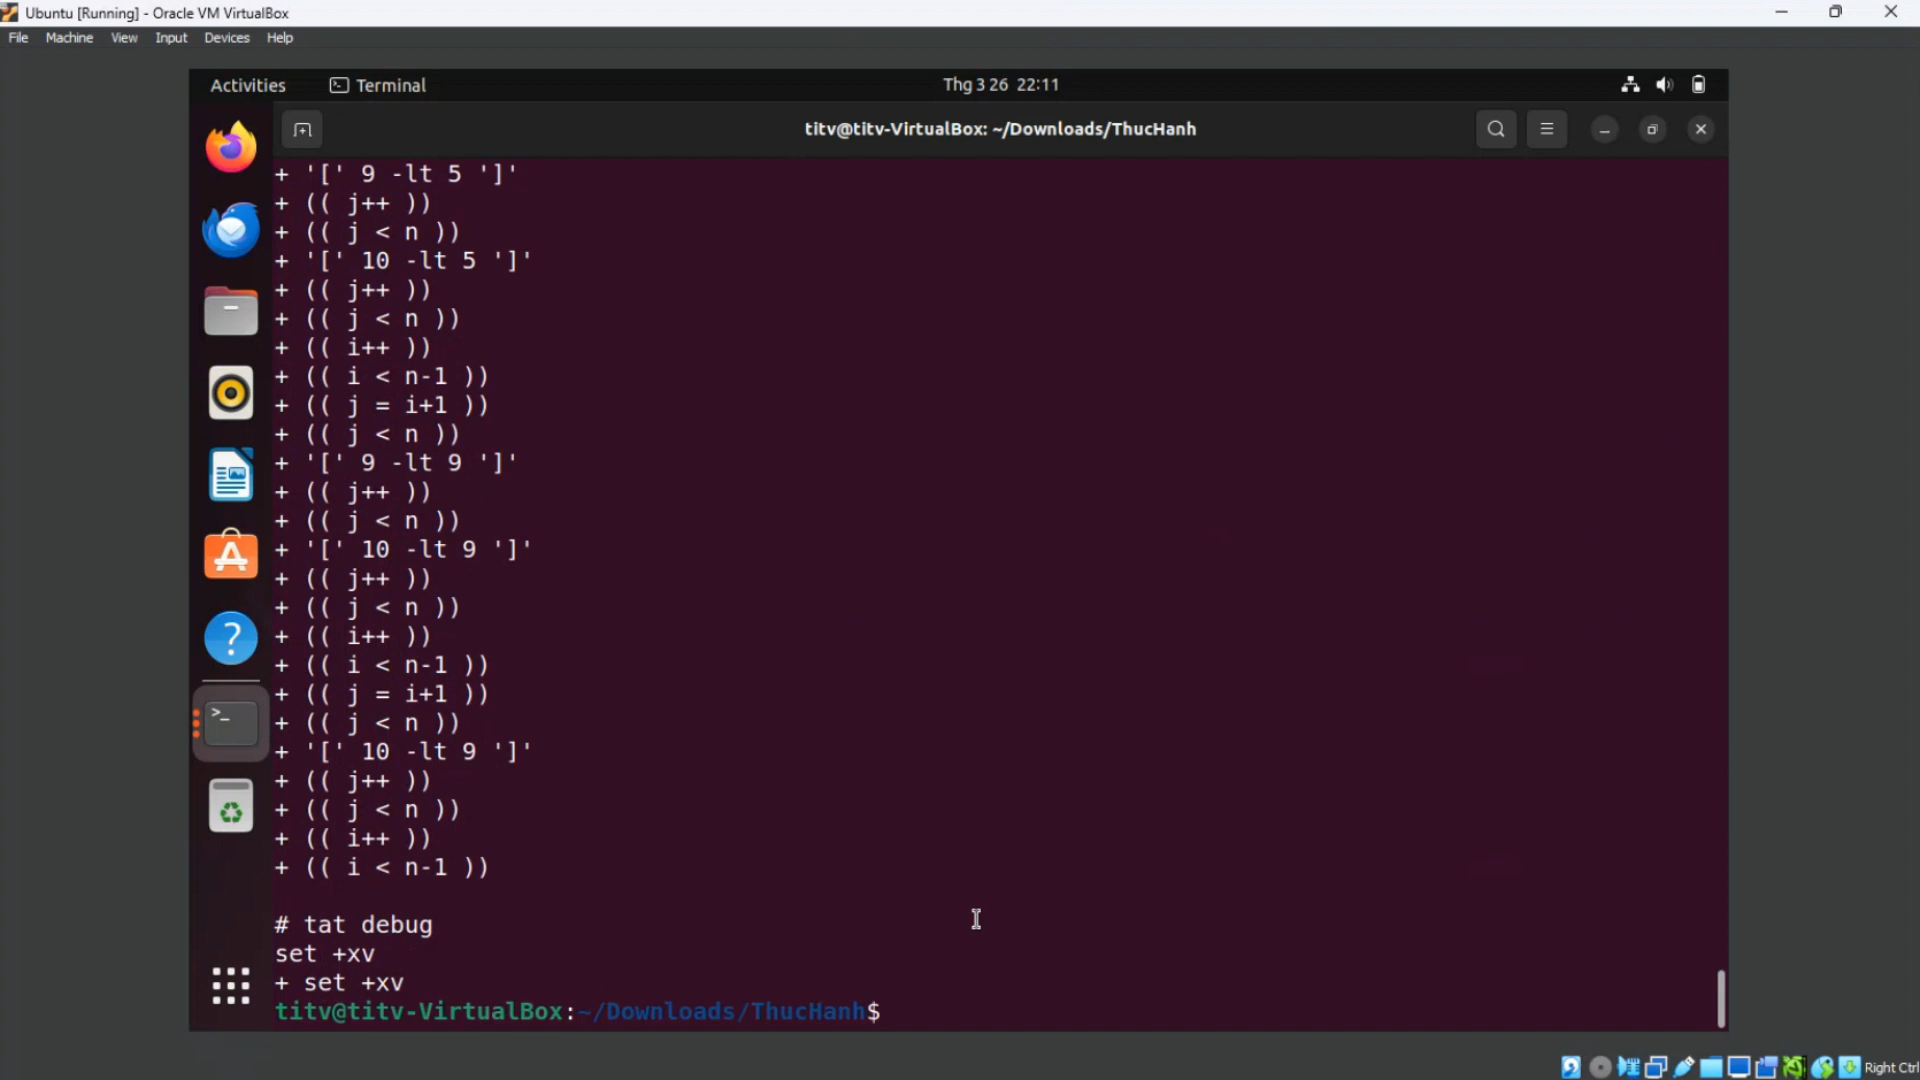 Ubuntu [Running] - Oracle VM VirtualBox
File Machine View Input Devices Help
Activities Terminal Thg 3 26 22:11
titv@titv-VirtualBox: ~/Downloads/ThucHanh
+ '[' 9 -lt 5 ']'
+ (( j++ ))
+ (( j < n ))
+ '[' 10 -lt 5 ']'
+ (( j++ ))
+ (( j < n ))
+ (( i++ ))
+ (( i < n-1 ))
+ (( j = i+1 ))
+ (( j < n ))
+ '[' 9 -lt 9 ']'
+ (( j++ ))
+ (( j < n ))
+ '[' 10 -lt 9 ']'
+ (( j++ ))
+ (( j < n ))
+ (( i++ ))
+ (( i < n-1 ))
+ (( j = i+1 ))
+ (( j < n ))
+ '[' 10 -lt 9 ']'
+ (( j++ ))
+ (( j < n ))
+ (( i++ ))
+ (( i < n-1 ))
# tat debug
set +xv
+ set +xv
titv@titv-VirtualBox:~/Downloads/ThucHanh$
Right Ctrl